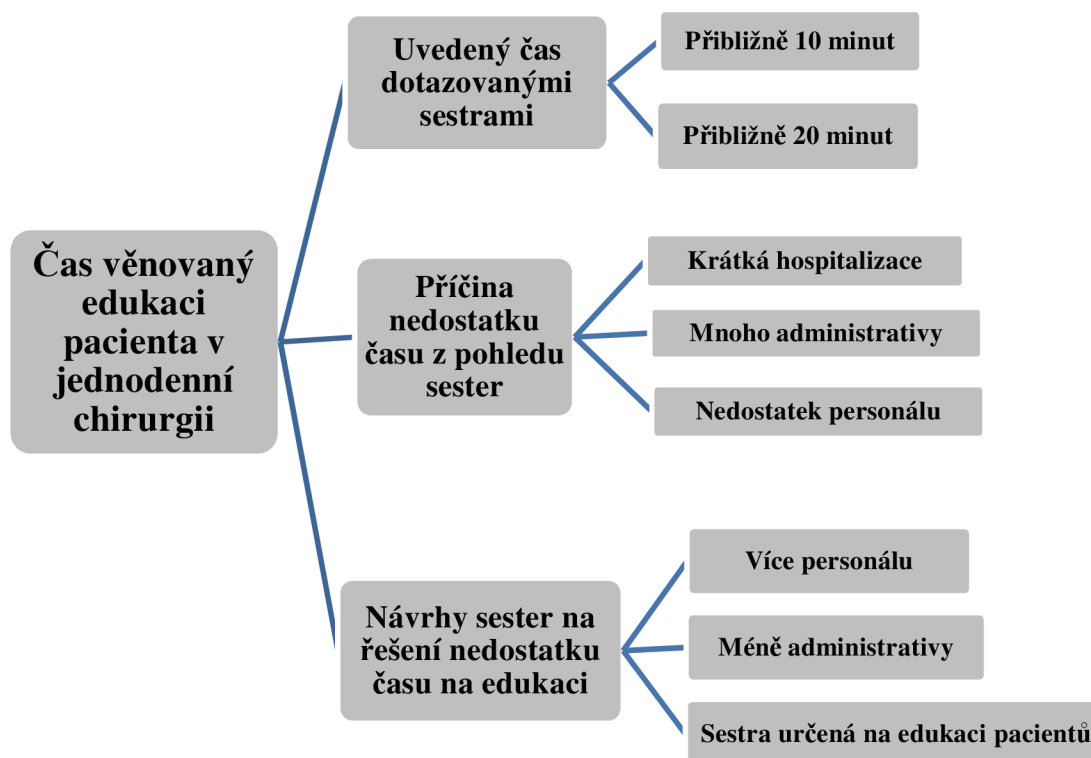 Čas věnovaný
edukaci
pacienta v
jednodenní
chirurgii
Uvedený čas
dotazovanými
sestrami
Přibližně 10 minut
Přibližně 20 minut
Příčina
nedostatku
času z pohledu
sester
Krátká hospitalizace
Mnoho administrativy
Nedostatek personálu
Návrhy sester na
řešení nedostatku
času na edukaci
Více personálu
Méně administrativy
Sestra určená na edukaci pacientů